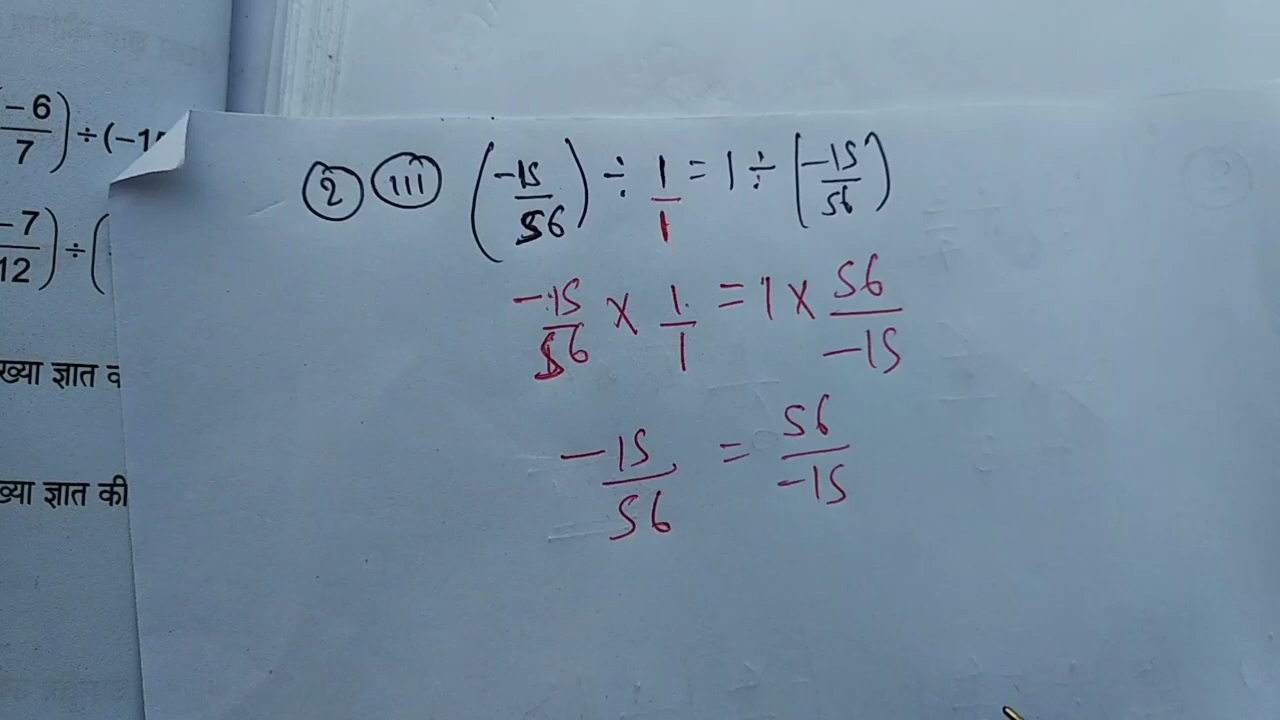 (-6/7) ÷ (-1
(-7/12) ÷ (
ख्या ज्ञात
ख्या ज्ञात की
2 iii (-15/56) ÷ 1/1 = 1 ÷ (-15/56)
-15/56 × 1/1 = 1 × 56/-15
-15/56 = 56/-15